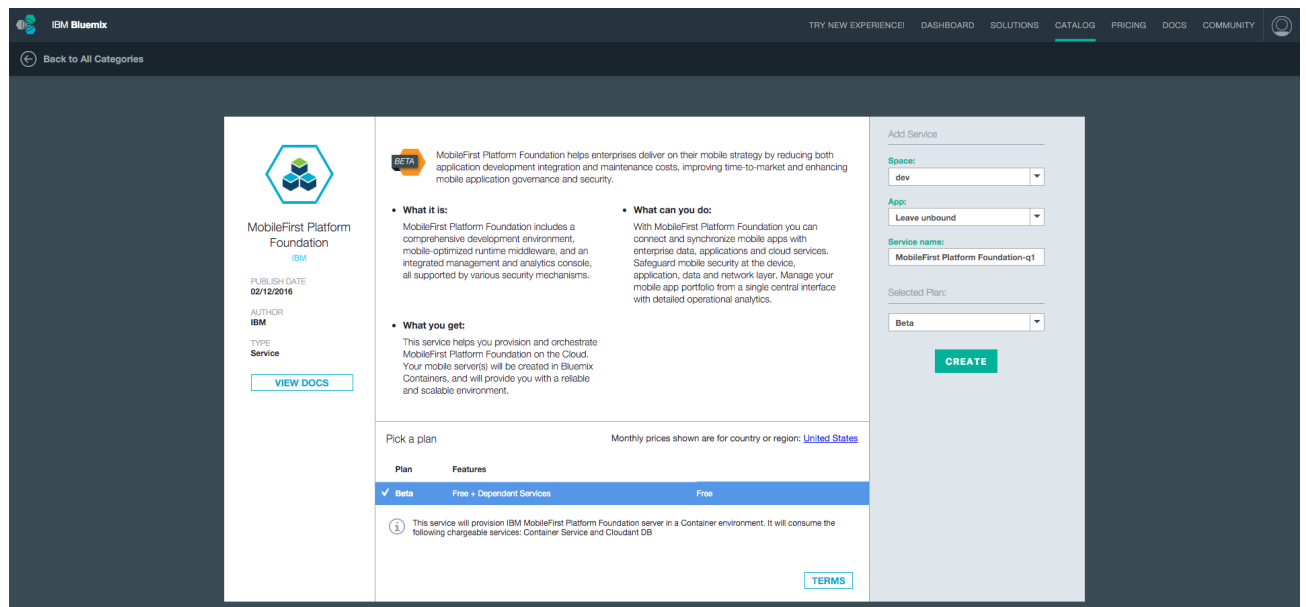 IBM Bluemix
TRY NEW EXPERIENCE! DASHBOARD SOLUTIONS CATALOG PRICING DOCS COMMUNITY
Back to All Categories
MobileFirst Platform
Foundation
IBM
PUBLISH DATE
02/12/2016
AUTHOR
IBM
TYPE
Service
VIEW DOCS
BETA
MobileFirst Platform Foundation helps enterprises deliver on their mobile strategy by reducing both
application development integration and maintenance costs, improving time-to-market and enhancing
mobile application governance and security.
• What it is:
MobileFirst Platform Foundation includes a
comprehensive development environment,
mobile-optimized runtime middleware, and an
integrated management and analytics console,
all supported by various security mechanisms.
• What can you do:
With MobileFirst Platform Foundation you can
connect and synchronize mobile apps with
enterprise data, applications and cloud services.
Safeguard mobile security at the device,
application, data and network layer. Manage your
mobile app portfolio from a single central interface
with detailed operational analytics.
• What you get:
This service helps you provision and orchestrate
MobileFirst Platform Foundation on the Cloud.
Your mobile server(s) will be created in Bluemix
Containers, and will provide you with a reliable
and scalable environment.
Pick a plan
Monthly prices shown are for country or region: United States
Plan Features
Beta Free + Dependent Services Free
This service will provision IBM MobileFirst Platform Foundation server in a Container environment. It will consume the
following chargeable services: Container Service and Cloudant DB
TERMS
Add Service
Space:
dev
App:
Leave unbound
Service name:
MobileFirst Platform Foundation-q1
Selected Plan:
Beta
CREATE